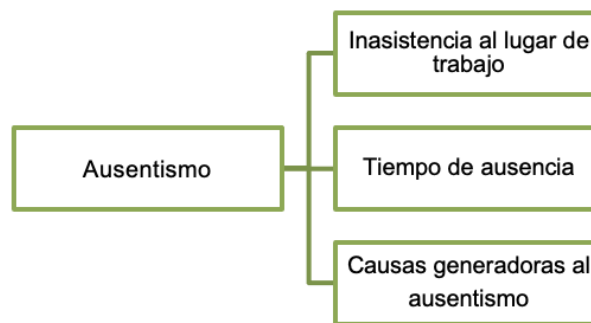 Ausentismo
Inasistencia al lugar de
trabajo
Tiempo de ausencia
Causas generadoras al
ausentismo